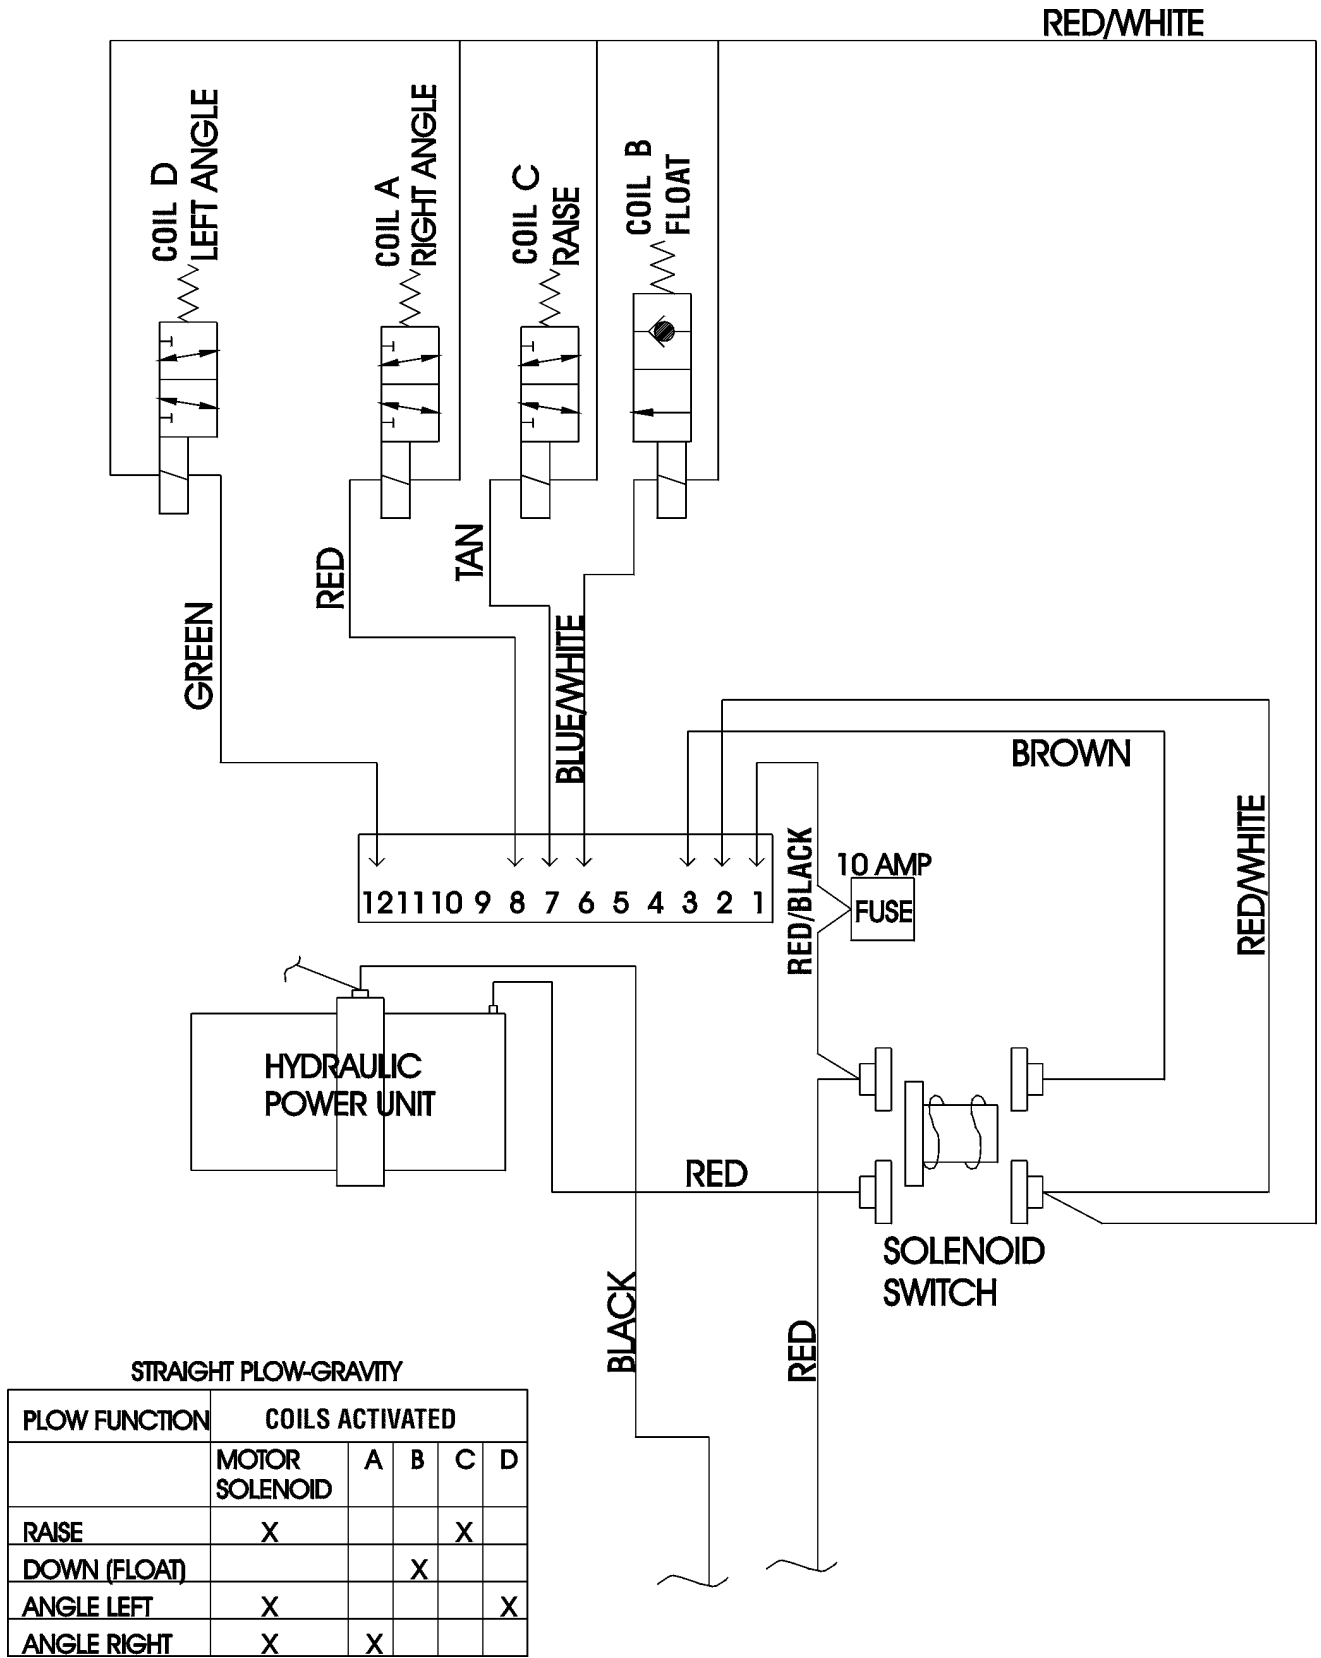 RED/WHITE
COIL D
LEFT ANGLE
COIL A
RIGHT ANGLE
COIL C
RAISE
COIL B
FLOAT
RED
TAN
GREEN
BLUE/WHITE
BROWN
RED/WHITE
RED/BLACK
10 AMP
FUSE
12 11 10 9 8 7 6 5 4 3 2 1
HYDRAULIC
POWER UNIT
RED
SOLENOID
SWITCH
BLACK
RED
STRAIGHT PLOW-GRAVITY
PLOW FUNCTION COILS ACTIVATED
MOTOR A B C D
SOLENOID
RAISE X X
DOWN (FLOAT) X
ANGLE LEFT X X
ANGLE RIGHT X X